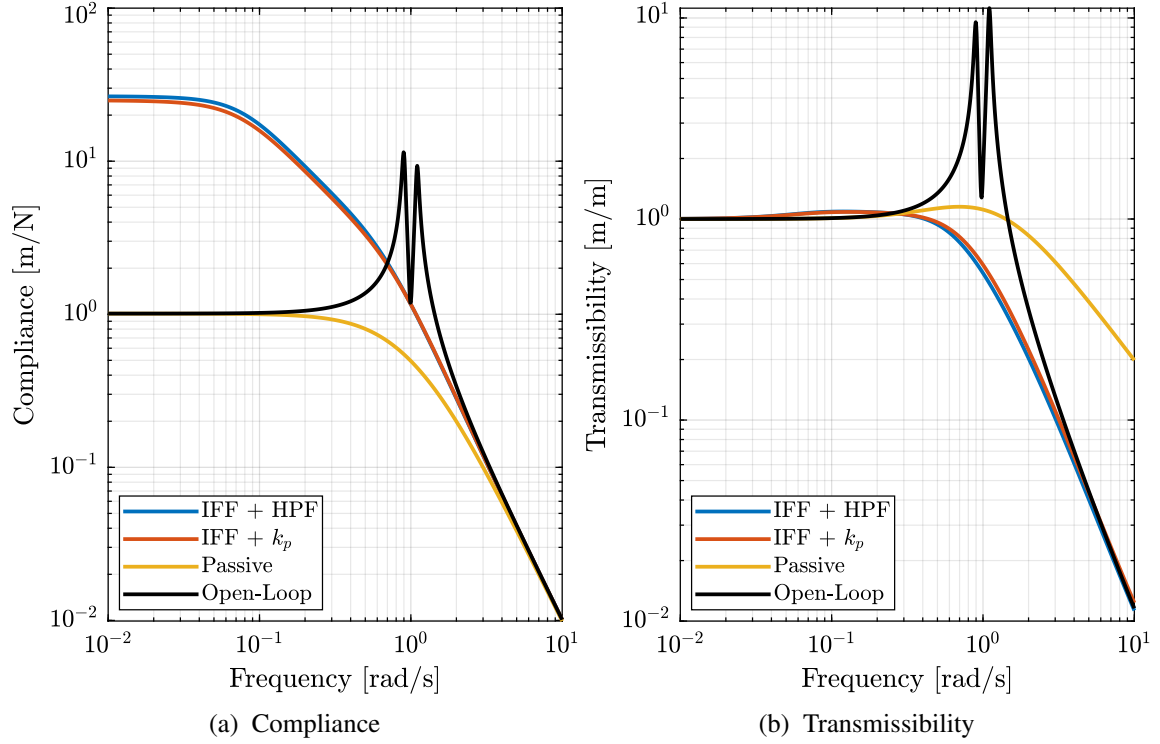 10^2
10^1
10^0
10^-1
10^-2
Compliance [m/N]
IFF + HPF
IFF + k_p
Passive
Open-Loop
10^-2
10^-1
10^0
10^1
Frequency [rad/s]
(a) Compliance
10^1
10^0
10^-1
10^-2
Transmissibility [m/m]
IFF + HPF
IFF + k_p
Passive
Open-Loop
10^-2
10^-1
10^0
10^1
Frequency [rad/s]
(b) Transmissibility